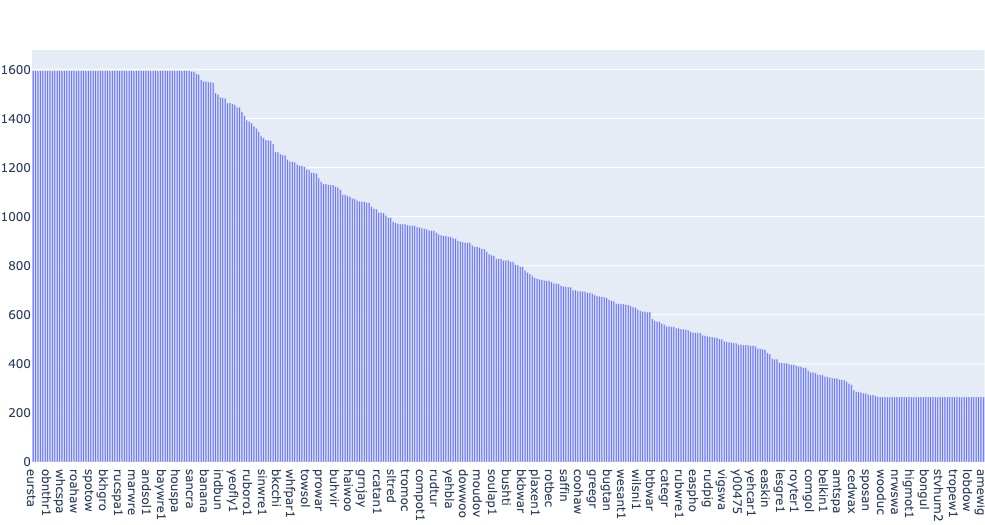 1600
1400
1200
1000
800
600
400
200
0
eursta
obnthr1
whcspa
roahaw
spotow
bkhgro
rucspa1
marwre
andsol1
baywre1
houspa
sancra
banana
indbun
yeofly1
ruboro1
sinwre1
bkcchi
whfpar1
towsol
prowar
buhvir
haiwoo
grnjay
rcatan1
sltred
tromoc
compot1
rudtur
yehbla
dowwoo
moudov
soulap1
bushti
bkbwar
plaxen1
rotbec
saffin
coohaw
greegr
bugtan
wesant1
wilsni1
btbwar
categr
rubwre1
easpho
rudpig
vigswa
y00475
yehcar1
easkin
lesgre1
royter1
comgol
belkin1
amtspa
cedwax
sposan
wooduc
nrwswa
higmot1
bongul
strhum2
tropew1
lobdow
amewig